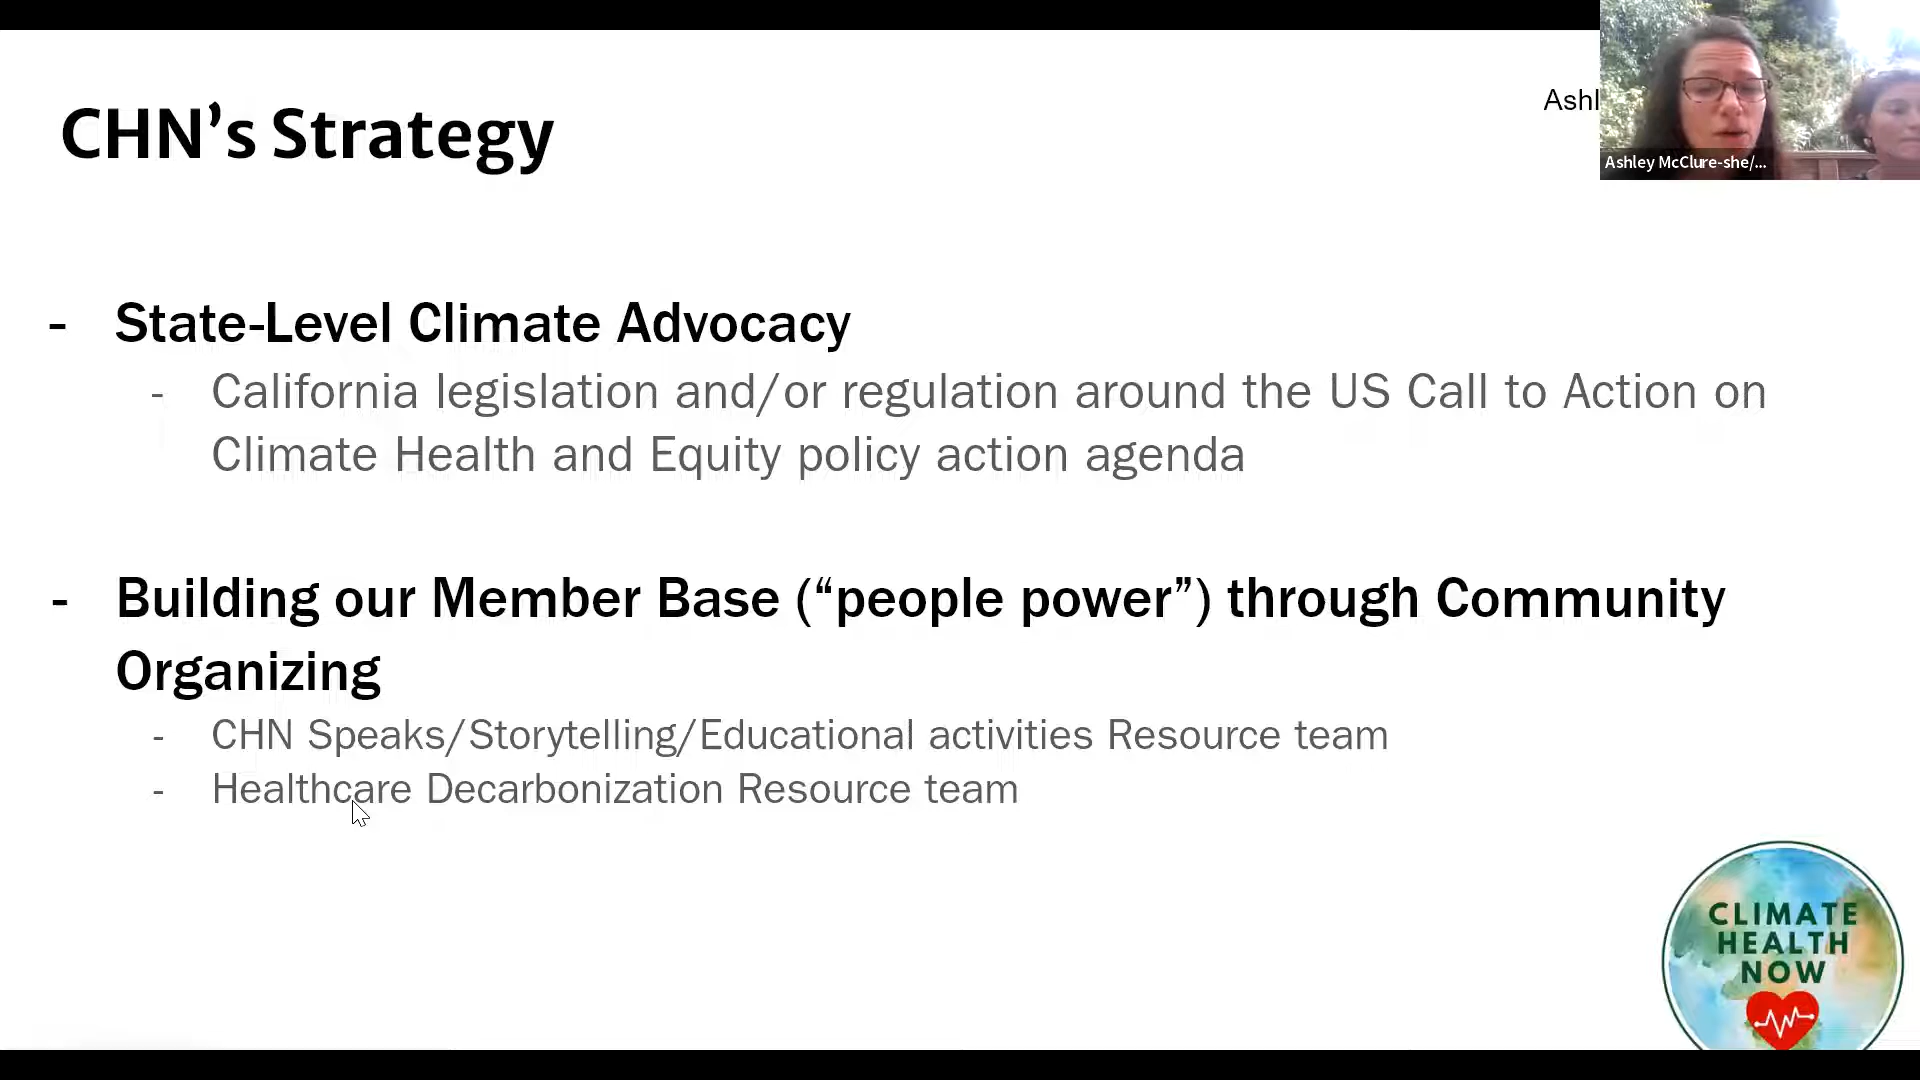 CHN’s Strategy
Ashl
Ashley McClure-she/...
- State-Level Climate Advocacy
- California legislation and/or regulation around the US Call to Action on
Climate Health and Equity policy action agenda
- Building our Member Base (“people power”) through Community
Organizing
- CHN Speaks/Storytelling/Educational activities Resource team
- Healthcare Decarbonization Resource team
CLIMATE
HEALTH
NOW